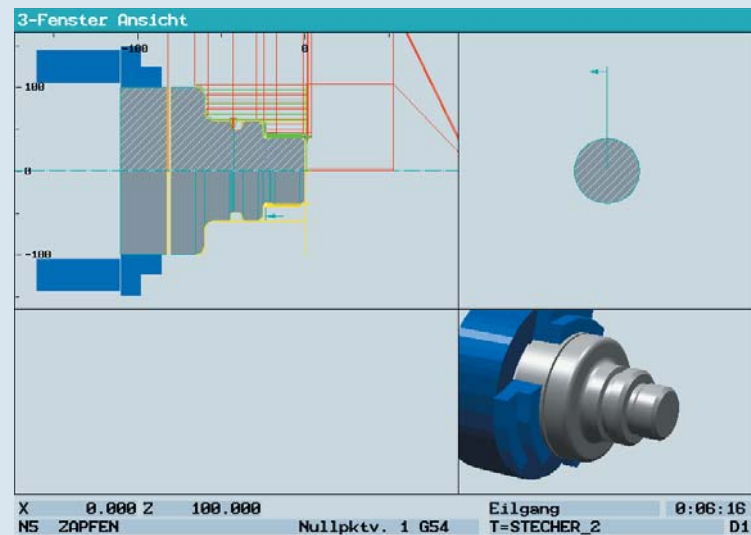 3-Fenster Ansicht
-100 0
100
0
-100
X 0.000 Z 100.000 Eilgang 0:06:16
N5 ZAPFEN Nullpktv. 1 G54 T=STECHER_2 D1